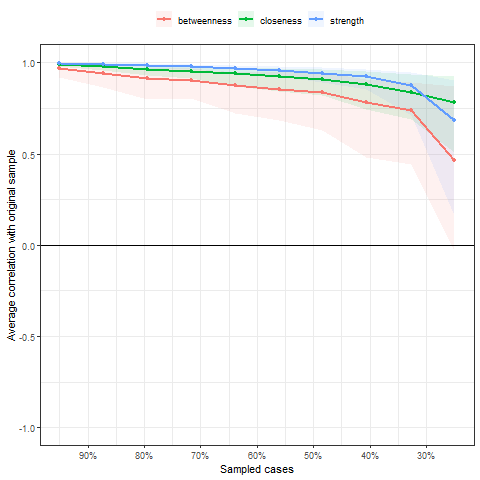 betweenness closeness strength
Average correlation with original sample
1.0
0.5
0.0
-0.5
-1.0
90% 80% 70% 60% 50% 40% 30%
Sampled cases